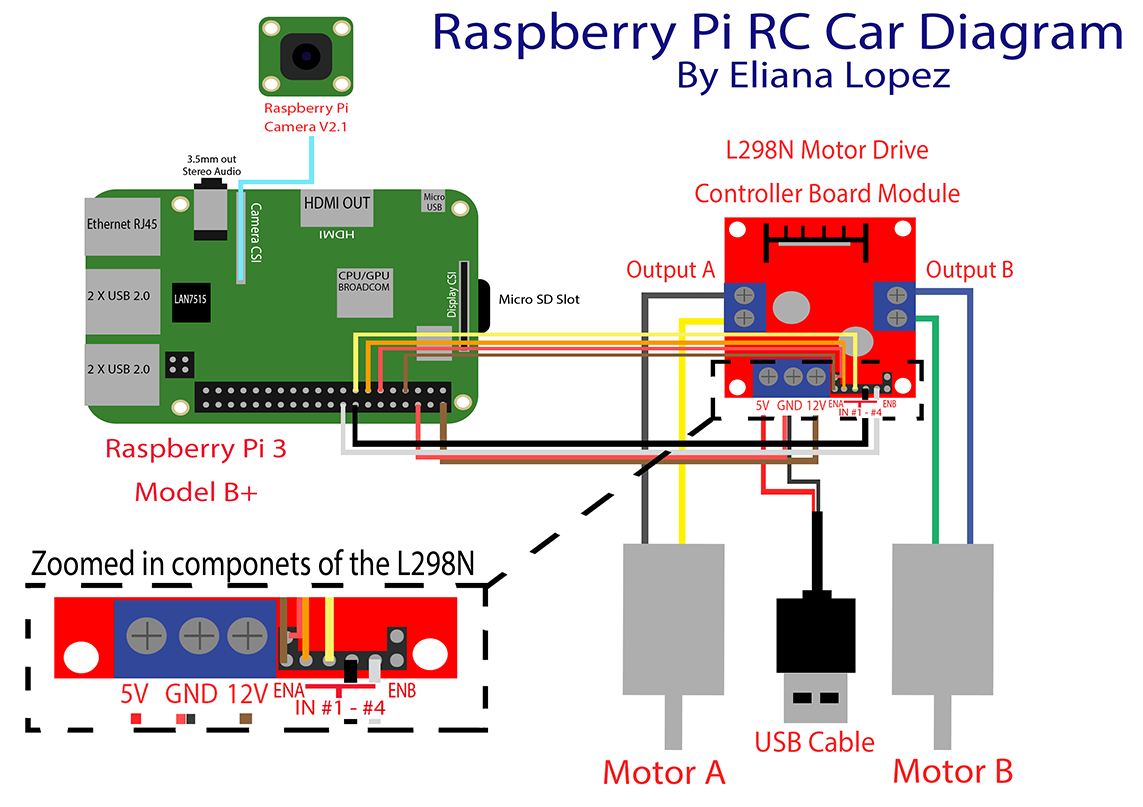 Raspberry Pi RC Car Diagram
By Eliana Lopez
Raspberry Pi
Camera V2.1
3.5mm out
Stereo Audio
Ethernet RJ45
2 X USB 2.0
2 X USB 2.0
LAN7515
Camera CSI
HDMI OUT
HDMI
Micro
USB
CPU/GPU
BROADCOM
Display CSI
Micro SD Slot
Raspberry Pi 3
Model B+
L298N Motor Drive
Controller Board Module
Output A
Output B
5V GND 12V ENA ENB
IN #1 - #4
Zoomed in componets of the L298N
5V GND 12V ENA ENB
IN #1 - #4
USB Cable
Motor A
Motor B